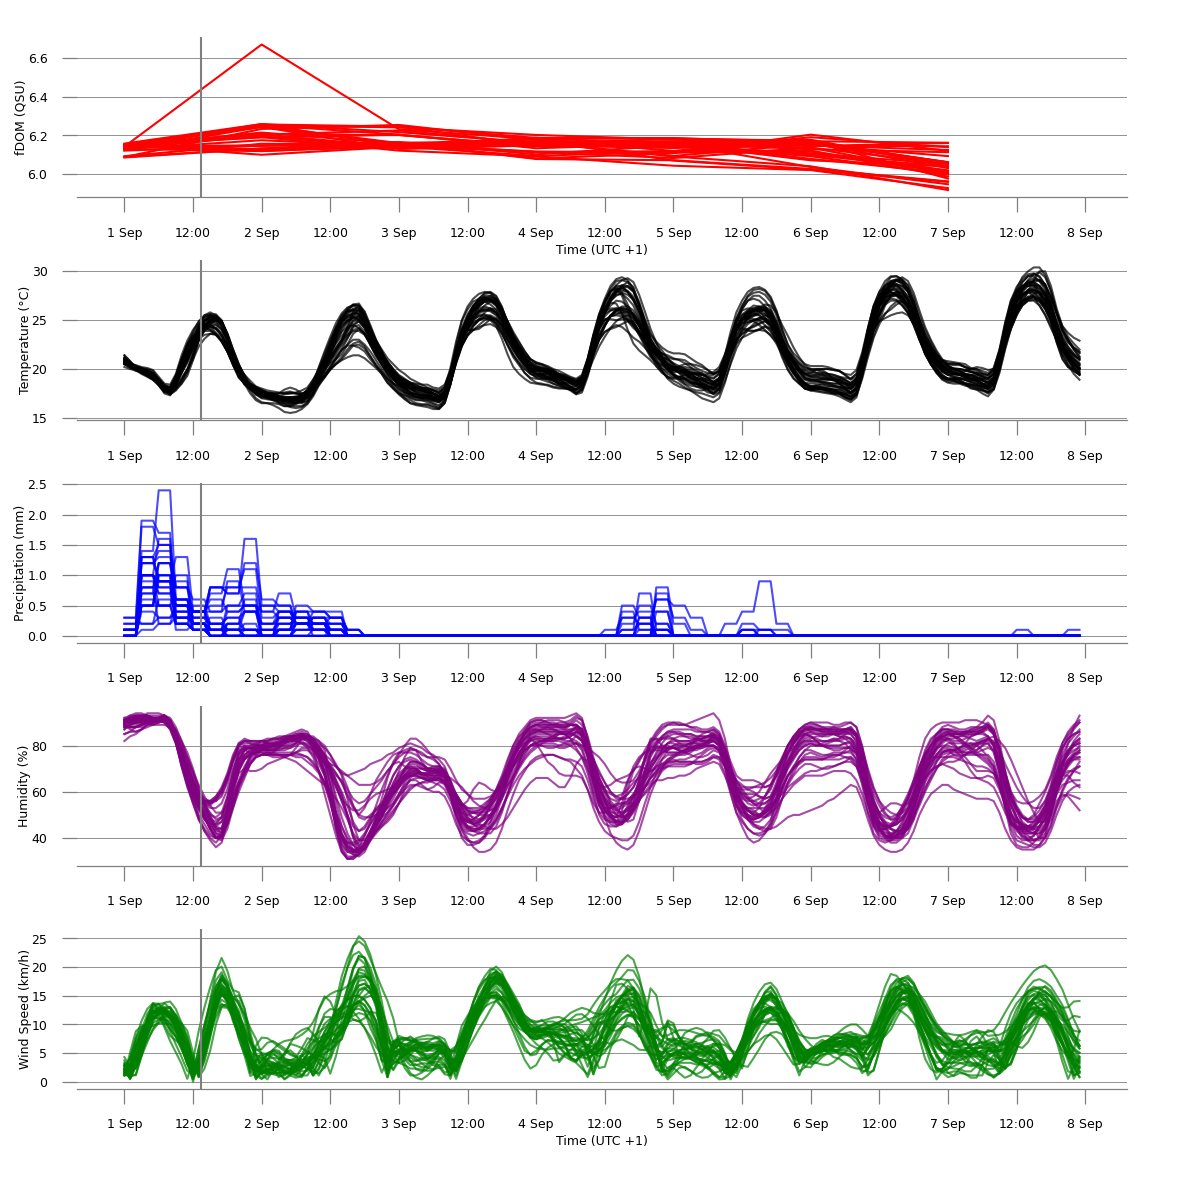 fDOM (QSU)
6.6
6.4
6.2
6.0
1 Sep 12:00 2 Sep 12:00 3 Sep 12:00 4 Sep 12:00 5 Sep 12:00 6 Sep 12:00 7 Sep 12:00 8 Sep
Time (UTC +1)
Temperature (°C)
30
25
20
15
1 Sep 12:00 2 Sep 12:00 3 Sep 12:00 4 Sep 12:00 5 Sep 12:00 6 Sep 12:00 7 Sep 12:00 8 Sep
Precipitation (mm)
2.5
2.0
1.5
1.0
0.5
0.0
1 Sep 12:00 2 Sep 12:00 3 Sep 12:00 4 Sep 12:00 5 Sep 12:00 6 Sep 12:00 7 Sep 12:00 8 Sep
Humidity (%)
80
60
40
1 Sep 12:00 2 Sep 12:00 3 Sep 12:00 4 Sep 12:00 5 Sep 12:00 6 Sep 12:00 7 Sep 12:00 8 Sep
Wind Speed (km/h)
25
20
15
10
5
0
1 Sep 12:00 2 Sep 12:00 3 Sep 12:00 4 Sep 12:00 5 Sep 12:00 6 Sep 12:00 7 Sep 12:00 8 Sep
Time (UTC +1)